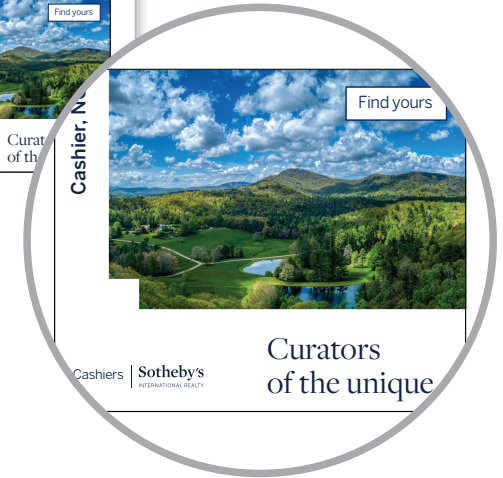 Find yours
Curat
of th
Cashier, N
Find yours
Cashiers
Sotheby's
INTERNATIONAL REALTY
Curators
of the unique